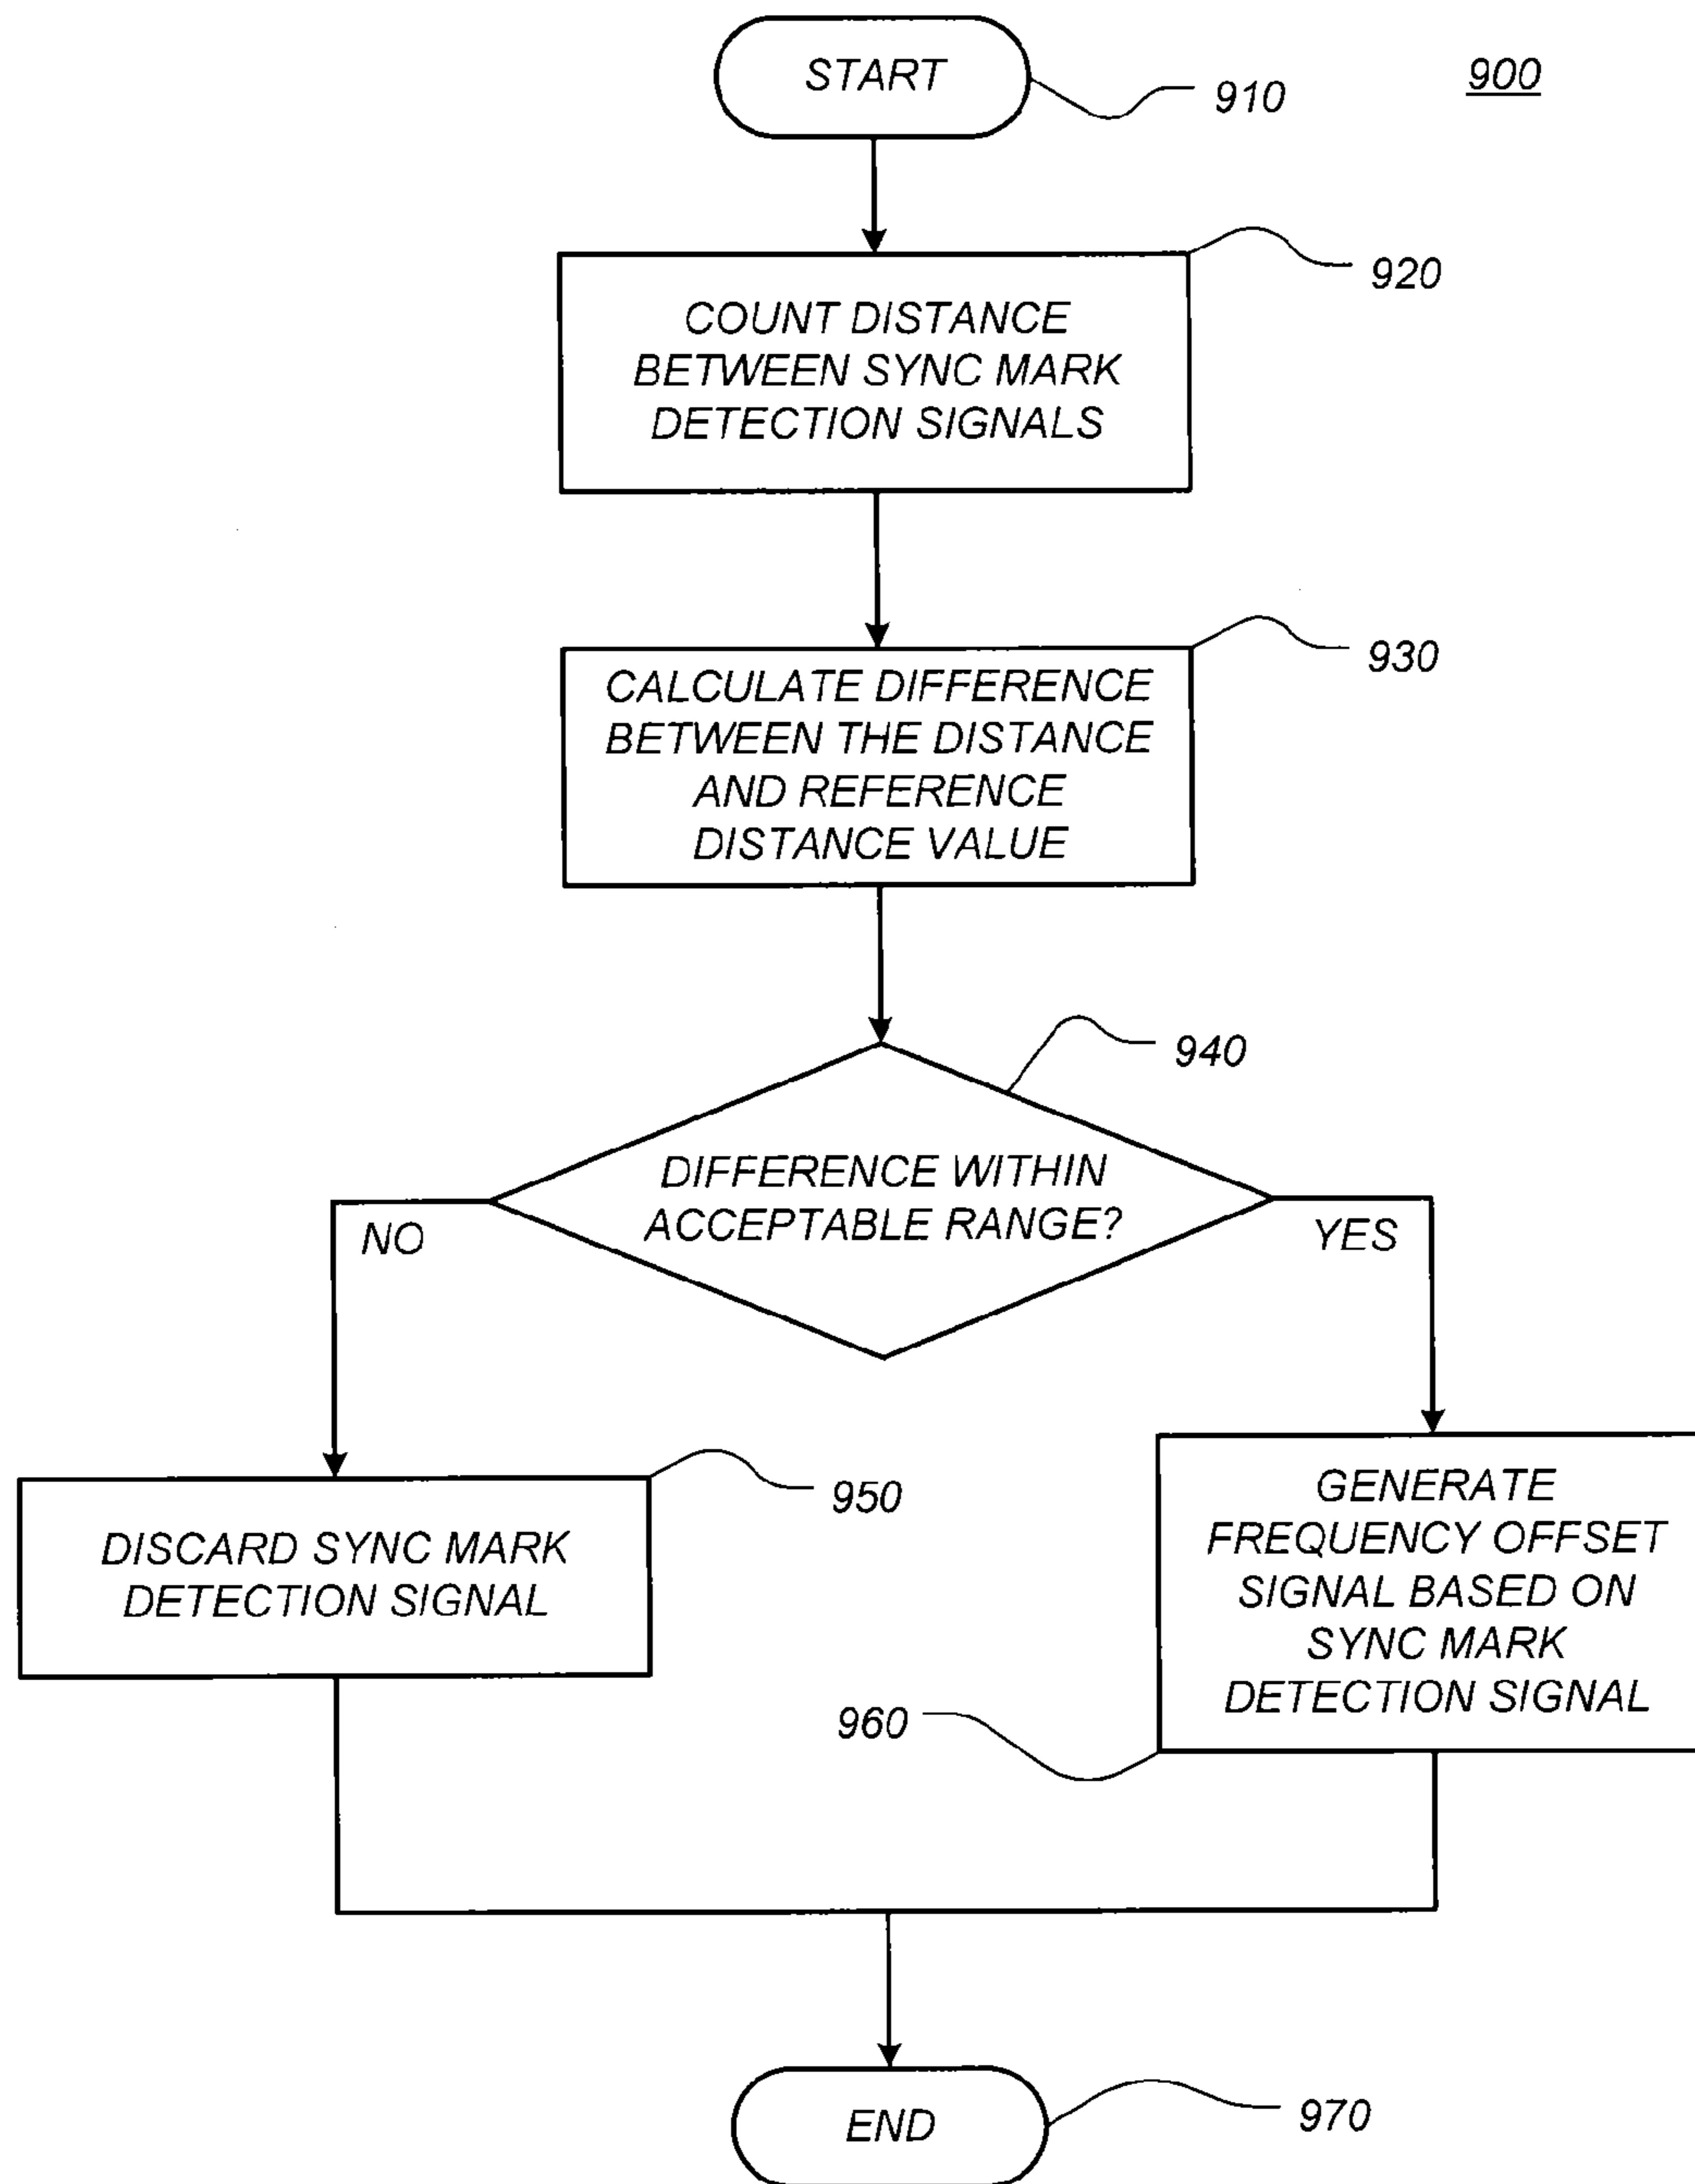 START
910
900
COUNT DISTANCE
BETWEEN SYNC MARK
DETECTION SIGNALS
920
CALCULATE DIFFERENCE
BETWEEN THE DISTANCE
AND REFERENCE
DISTANCE VALUE
930
DIFFERENCE WITHIN
ACCEPTABLE RANGE?
940
NO
YES
DISCARD SYNC MARK
DETECTION SIGNAL
950
GENERATE
FREQUENCY OFFSET
SIGNAL BASED ON
SYNC MARK
DETECTION SIGNAL
960
END
970